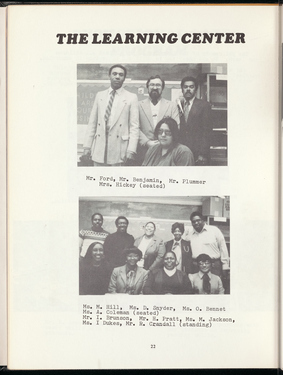 THE LEARNING CENTER
Mr. Ford, Mr. Benjamin, Mr. Plummer
Mrs. Hickey (seated)
Ms. M. Hill, Ms. D. Snyder, Ms. O. Bennet
Ms. A. Coleman (seated)
Mr. I. Brunson, Mr. E. Pratt, Ms. M. Jackson,
Ms. I Dukes, Mr. R. Crandall (standing)